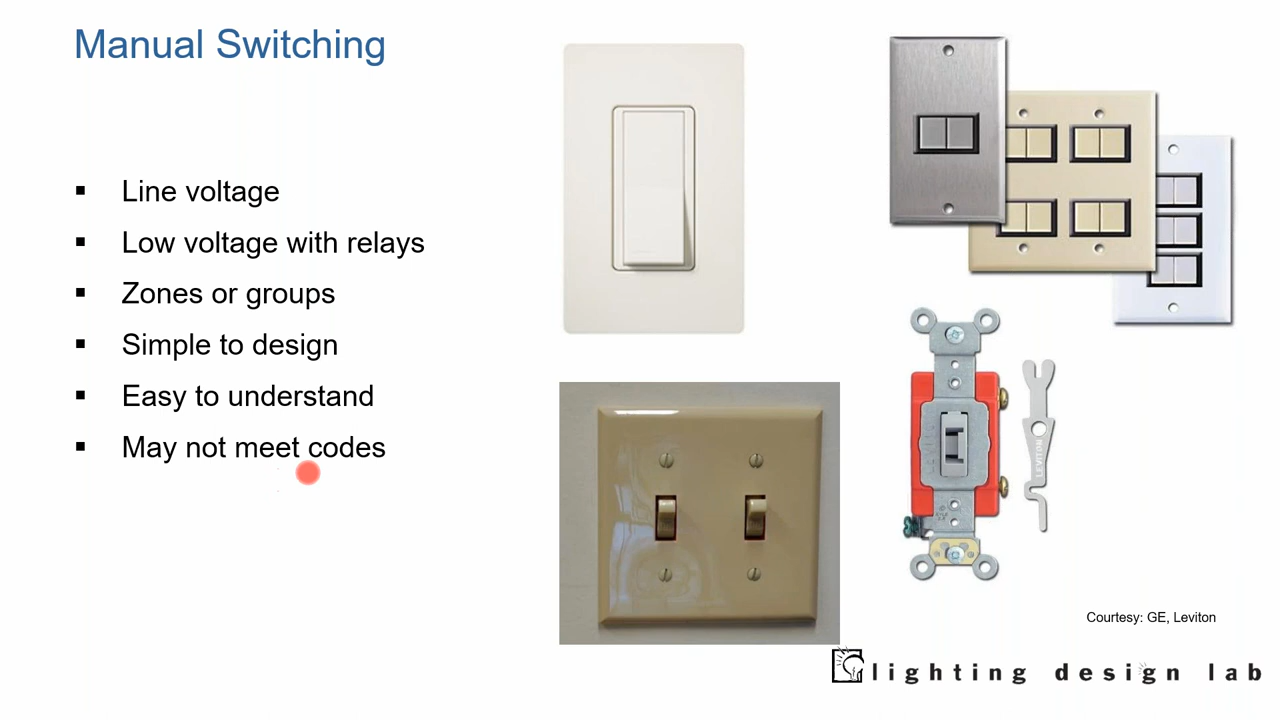 Manual Switching
▪ Line voltage
▪ Low voltage with relays
▪ Zones or groups
▪ Simple to design
▪ Easy to understand
▪ May not meet codes
LEVITON
Courtesy: GE, Leviton
lighting design lab